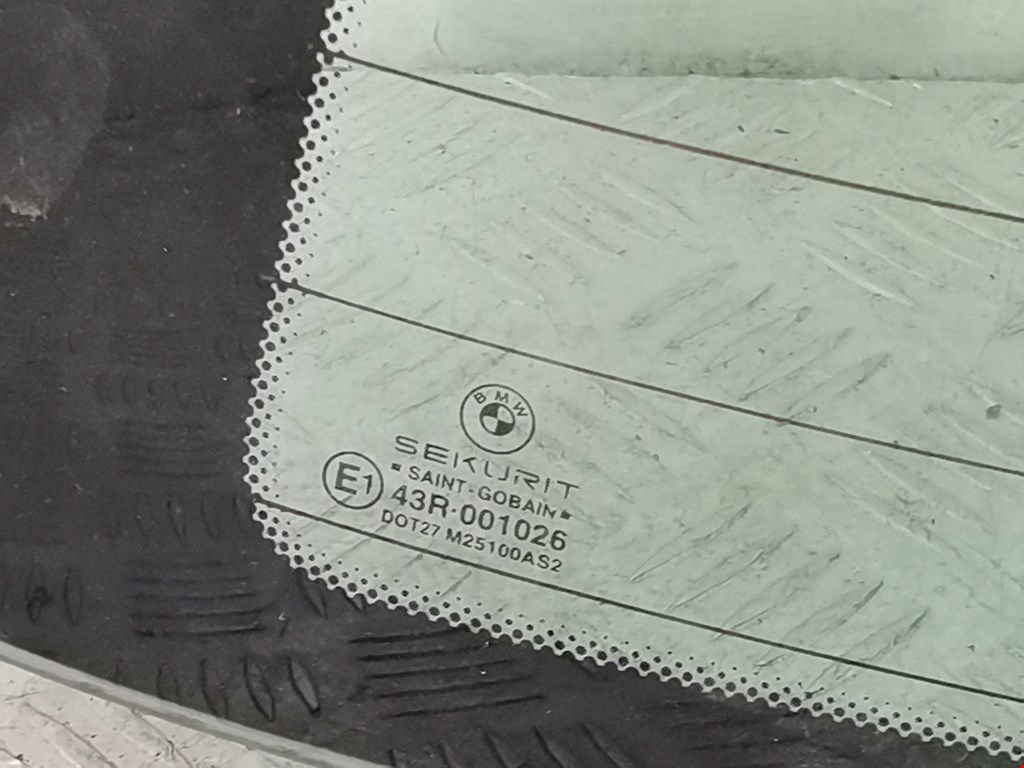 BMW
SEKURIT
" SAINT-GOBAIN "
E1
43R-001026
DOT27 M25100AS2